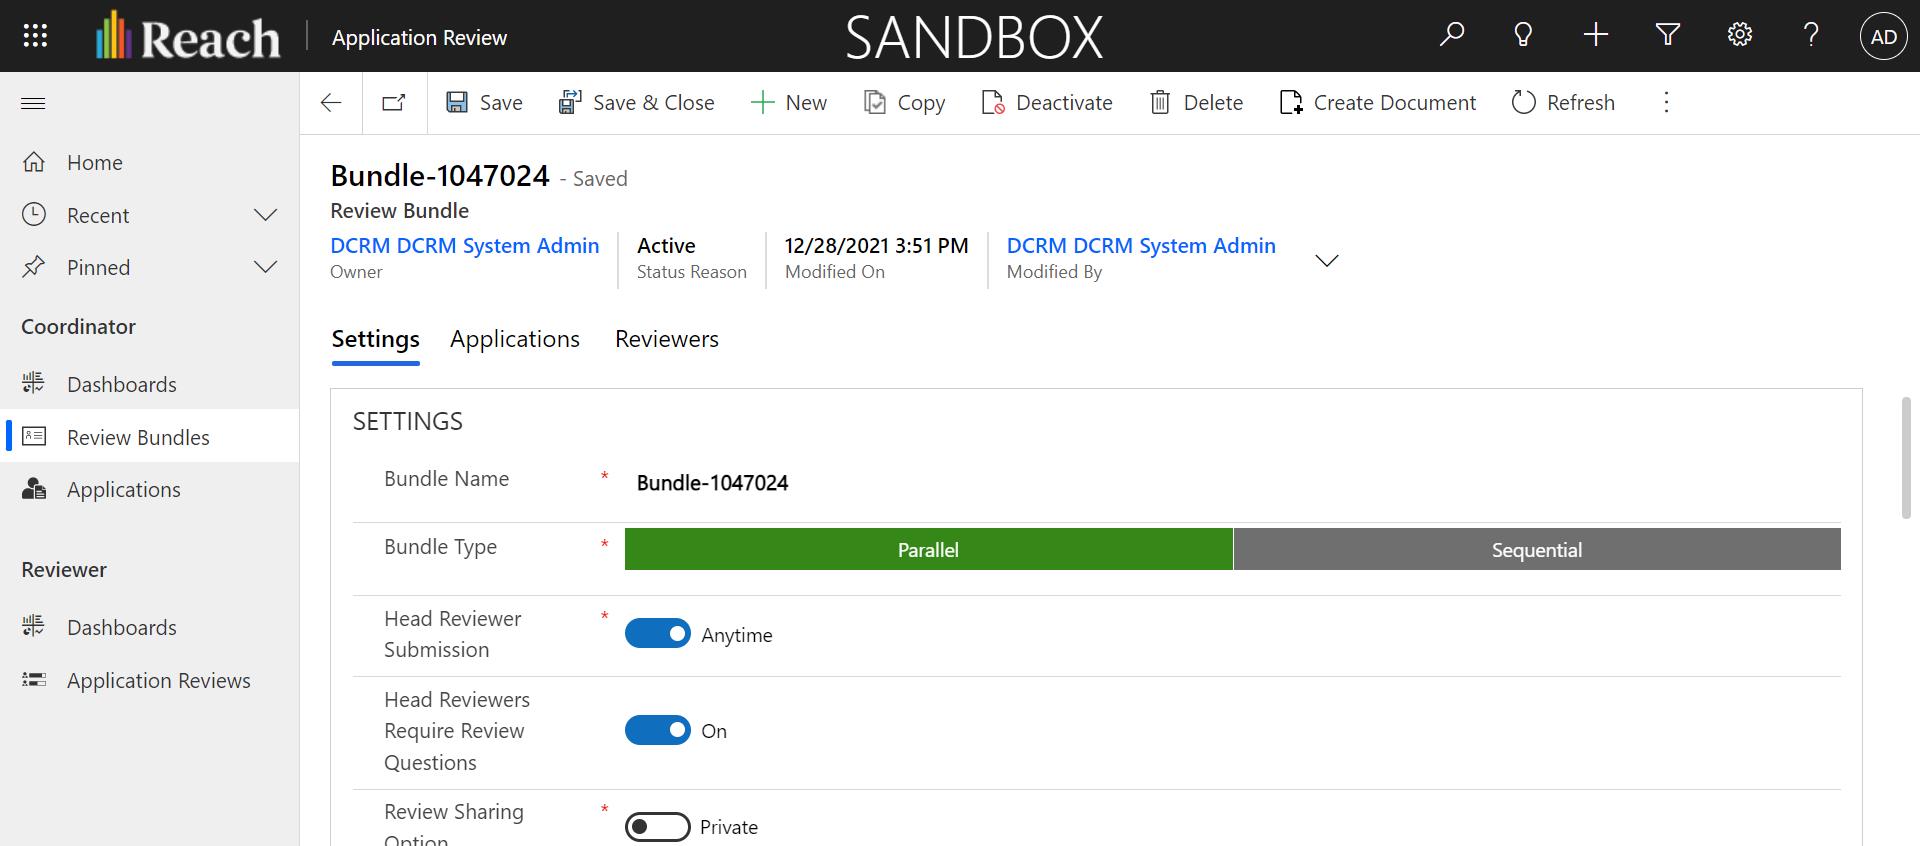 Reach
Application Review
SANDBOX
AD
Save
Save & Close
New
Copy
Deactivate
Delete
Create Document
Refresh
Home
Recent
Pinned
Coordinator
Dashboards
Review Bundles
Applications
Reviewer
Dashboards
Application Reviews
Bundle-1047024 - Saved
Review Bundle
DCRM DCRM System Admin
Owner
Active
Status Reason
12/28/2021 3:51 PM
Modified On
DCRM DCRM System Admin
Modified By
Settings
Applications
Reviewers
SETTINGS
Bundle Name
*
Bundle-1047024
Bundle Type
*
Parallel
Sequential
Head Reviewer
Submission
*
Anytime
Head Reviewers
Require Review
Questions
On
Review Sharing
Option
*
Private